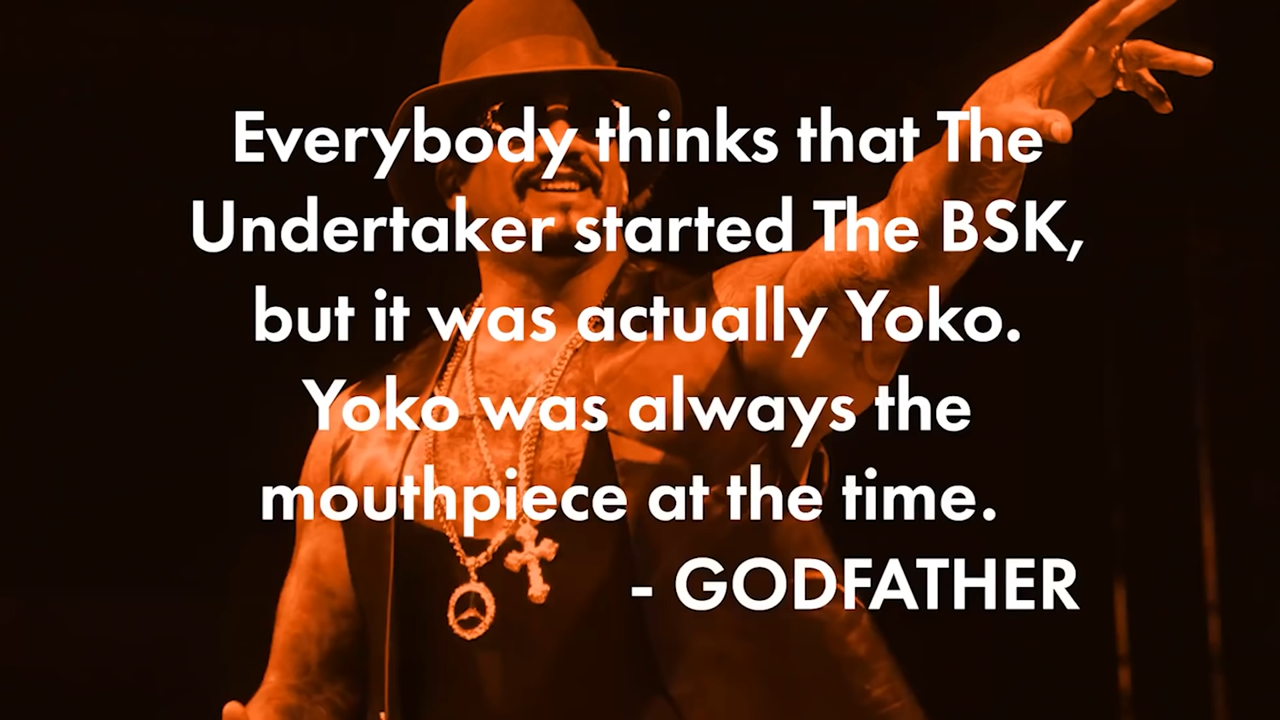 Everybody thinks that The
Undertaker started The BSK,
but it was actually Yoko.
Yoko was always the
mouthpiece at the time.
- GODFATHER